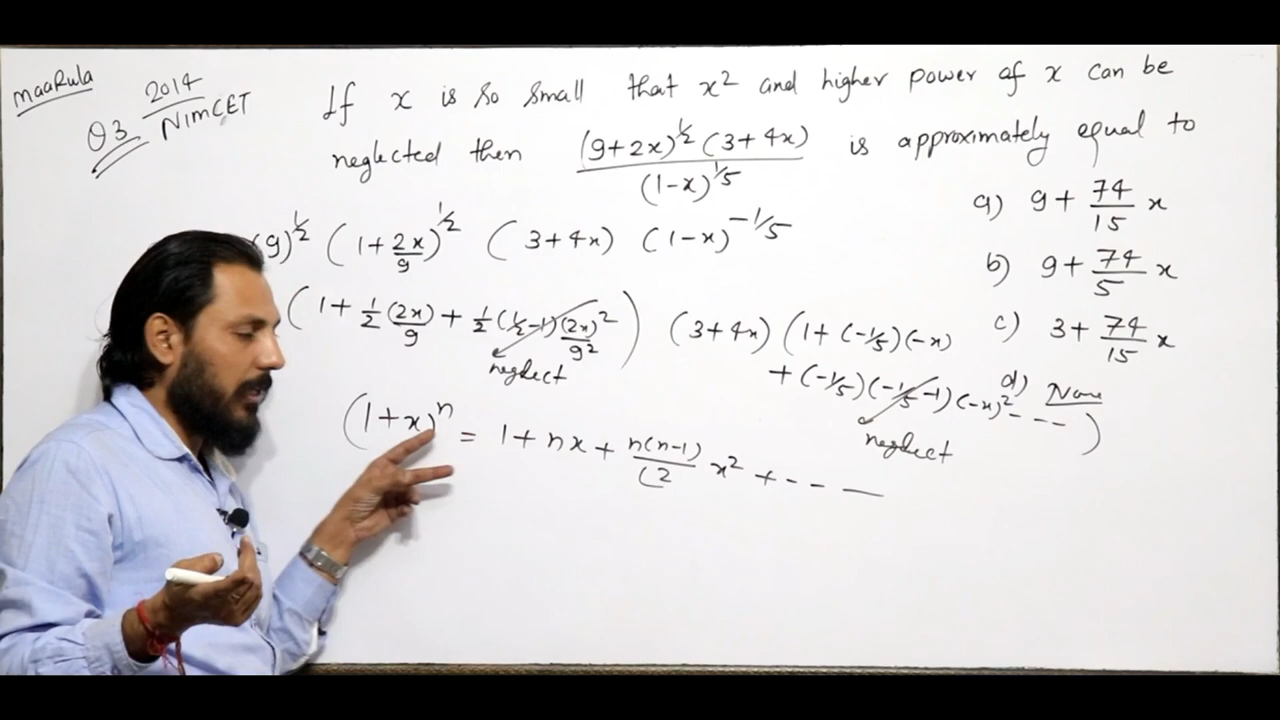 MaaRula
Q3 2014/NIMCET
If x is so small that x² and higher power of x can be
neglected then (9+2x)^½ (3+4x) / (1-x)^1/5 is approximately equal to
a) 9 + 74/15 x
b) 9 + 74/5 x
c) 3 + 74/15 x
d) None
(9)^½ (1+2x/9)^½ (3+4x) (1-x)^-1/5
(1+ ½(2x)/9 + ½(½-1)(2x)²/9²) (3+4x) (1+(-1/5)(-x)
neglect + (-1/5)(-1/5-1)(-x)² - - - -)
neglect
(1+x)^n = 1+nx+ n(n-1)/(2 x² + - - —